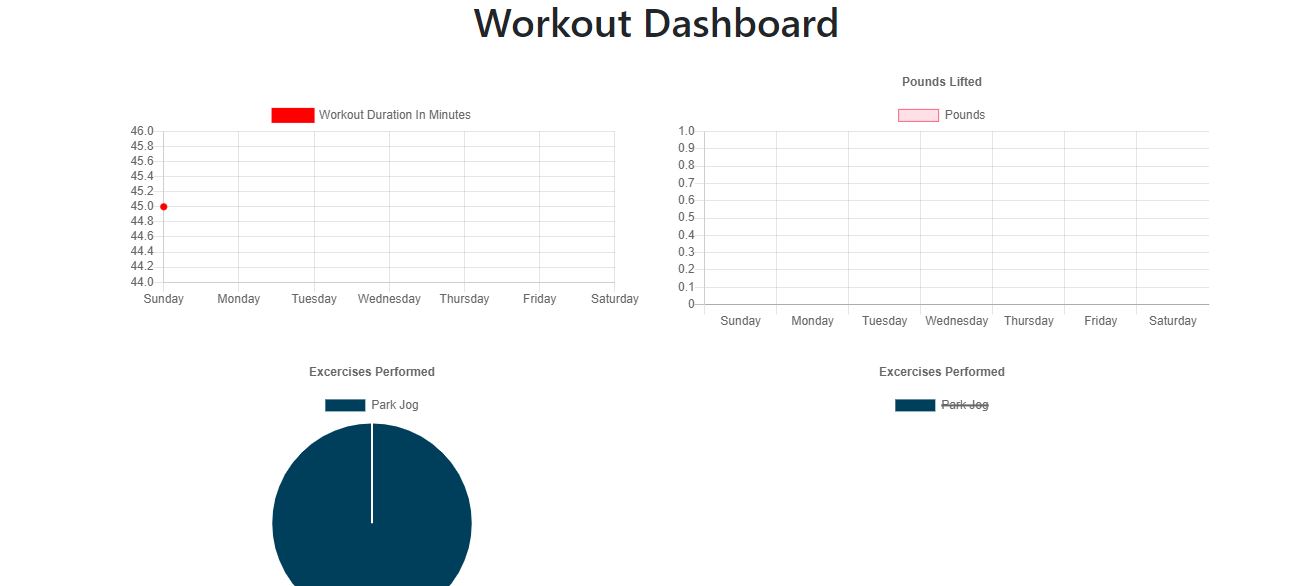 Workout Dashboard
Workout Duration In Minutes
46.0
45.8
45.6
45.4
45.2
45.0
44.8
44.6
44.4
44.2
44.0
Sunday Monday Tuesday Wednesday Thursday Friday Saturday
Pounds Lifted
Pounds
1.0
0.9
0.8
0.7
0.6
0.5
0.4
0.3
0.2
0.1
0
Sunday Monday Tuesday Wednesday Thursday Friday Saturday
Excercises Performed
Park Jog
Excercises Performed
Park Jog